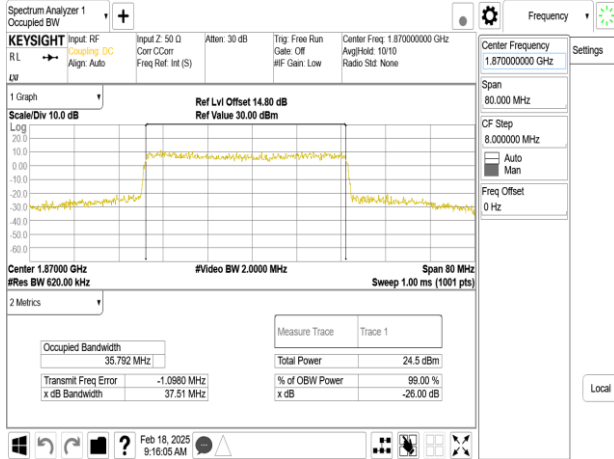 Spectrum Analyzer 1
Occupied BW
+
Frequency
KEYSIGHT
RL
Input: RF
Coupling: DC
Align: Auto
Input Z: 50 Ω
Corr CCorr
Freq Ref: Int (S)
Atten: 30 dB
Trig: Free Run
Gate: Off
#IF Gain: Low
Center Freq: 1.870000000 GHz
Avg|Hold: 10/10
Radio Std: None
Center Frequency
1.870000000 GHz
Settings
Span
80.000 MHz
CF Step
8.000000 MHz
Auto
Man
Freq Offset
0 Hz
Local
1 Graph
Scale/Div 10.0 dB
Ref Lvl Offset 14.80 dB
Ref Value 30.00 dBm
Log
20.0
10.0
0.00
-10.0
-20.0
-30.0
-40.0
-50.0
-60.0
Center 1.87000 GHz
#Video BW 2.0000 MHz
Span 80 MHz
#Res BW 620.00 kHz
Sweep 1.00 ms (1001 pts)
2 Metrics
Measure Trace
Trace 1
Occupied Bandwidth
35.792 MHz
Total Power
24.5 dBm
Transmit Freq Error
-1.0980 MHz
% of OBW Power
99.00 %
x dB Bandwidth
37.51 MHz
x dB
-26.00 dB
?
Feb 18, 2025
9:16:05 AM